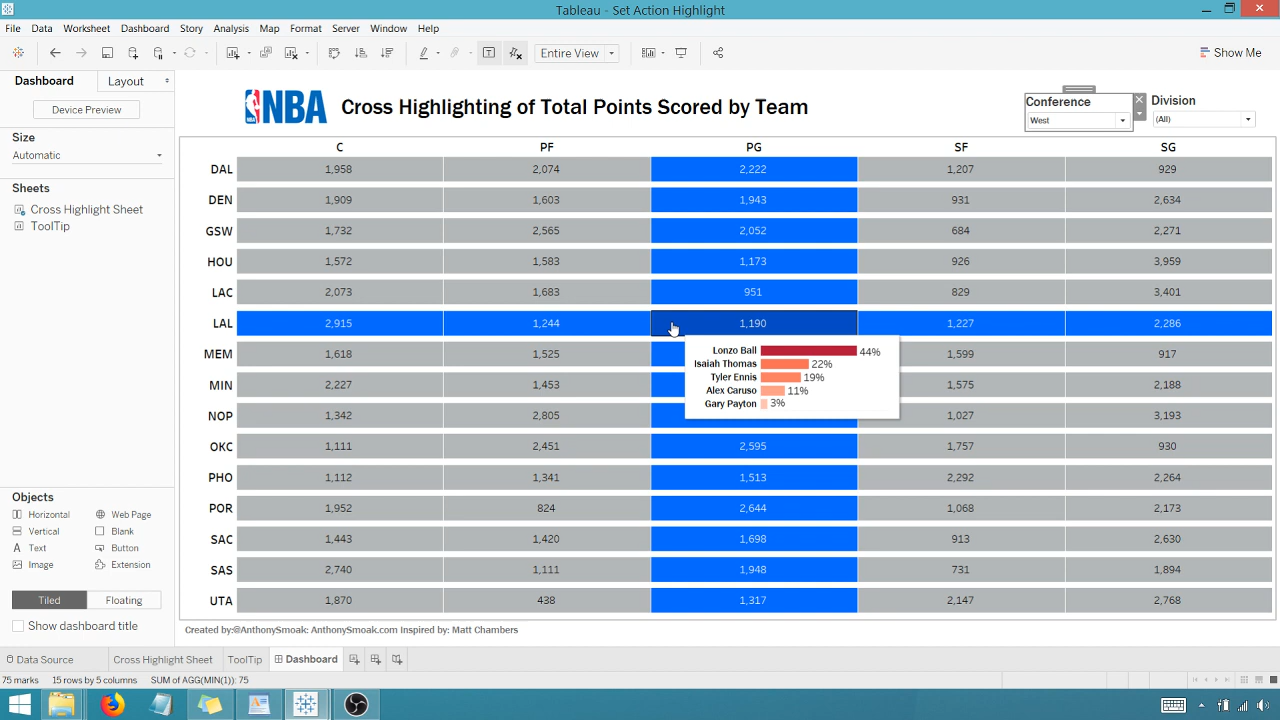 Tableau - Set Action Highlight
File Data Worksheet Dashboard Story Analysis Map Format Server Window Help
Entire View
Show Me
Dashboard Layout
Device Preview
Size
Automatic
Sheets
Cross Highlight Sheet
ToolTip
Objects
Horizontal Web Page
Vertical Blank
Text Button
Image Extension
Tiled Floating
Show dashboard title
NBA Cross Highlighting of Total Points Scored by Team
Conference
West
Division
(All)
C PF PG SF SG
DAL 1,958 2,074 2,222 1,207 929
DEN 1,909 1,603 1,943 931 2,634
GSW 1,732 2,565 2,052 684 2,271
HOU 1,572 1,583 1,173 926 3,959
LAC 2,073 1,683 951 829 3,401
LAL 2,915 1,244 1,190 1,227 2,286
MEM 1,618 1,525 1,599 917
MIN 2,227 1,453 1,575 2,188
NOP 1,342 2,805 1,027 3,193
OKC 1,111 2,451 2,595 1,757 930
PHO 1,112 1,341 1,513 2,292 2,264
POR 1,952 824 2,644 1,068 2,173
SAC 1,443 1,420 1,698 913 2,630
SAS 2,740 1,111 1,948 731 1,894
UTA 1,870 438 1,317 2,147 2,768
Lonzo Ball 44%
Isaiah Thomas 22%
Tyler Ennis 19%
Alex Caruso 11%
Gary Payton 3%
Created by:@AnthonySmoak: AnthonySmoak.com Inspired by: Matt Chambers
Data Source Cross Highlight Sheet ToolTip Dashboard
75 marks 15 rows by 5 columns SUM of AGG(MIN(1)): 75